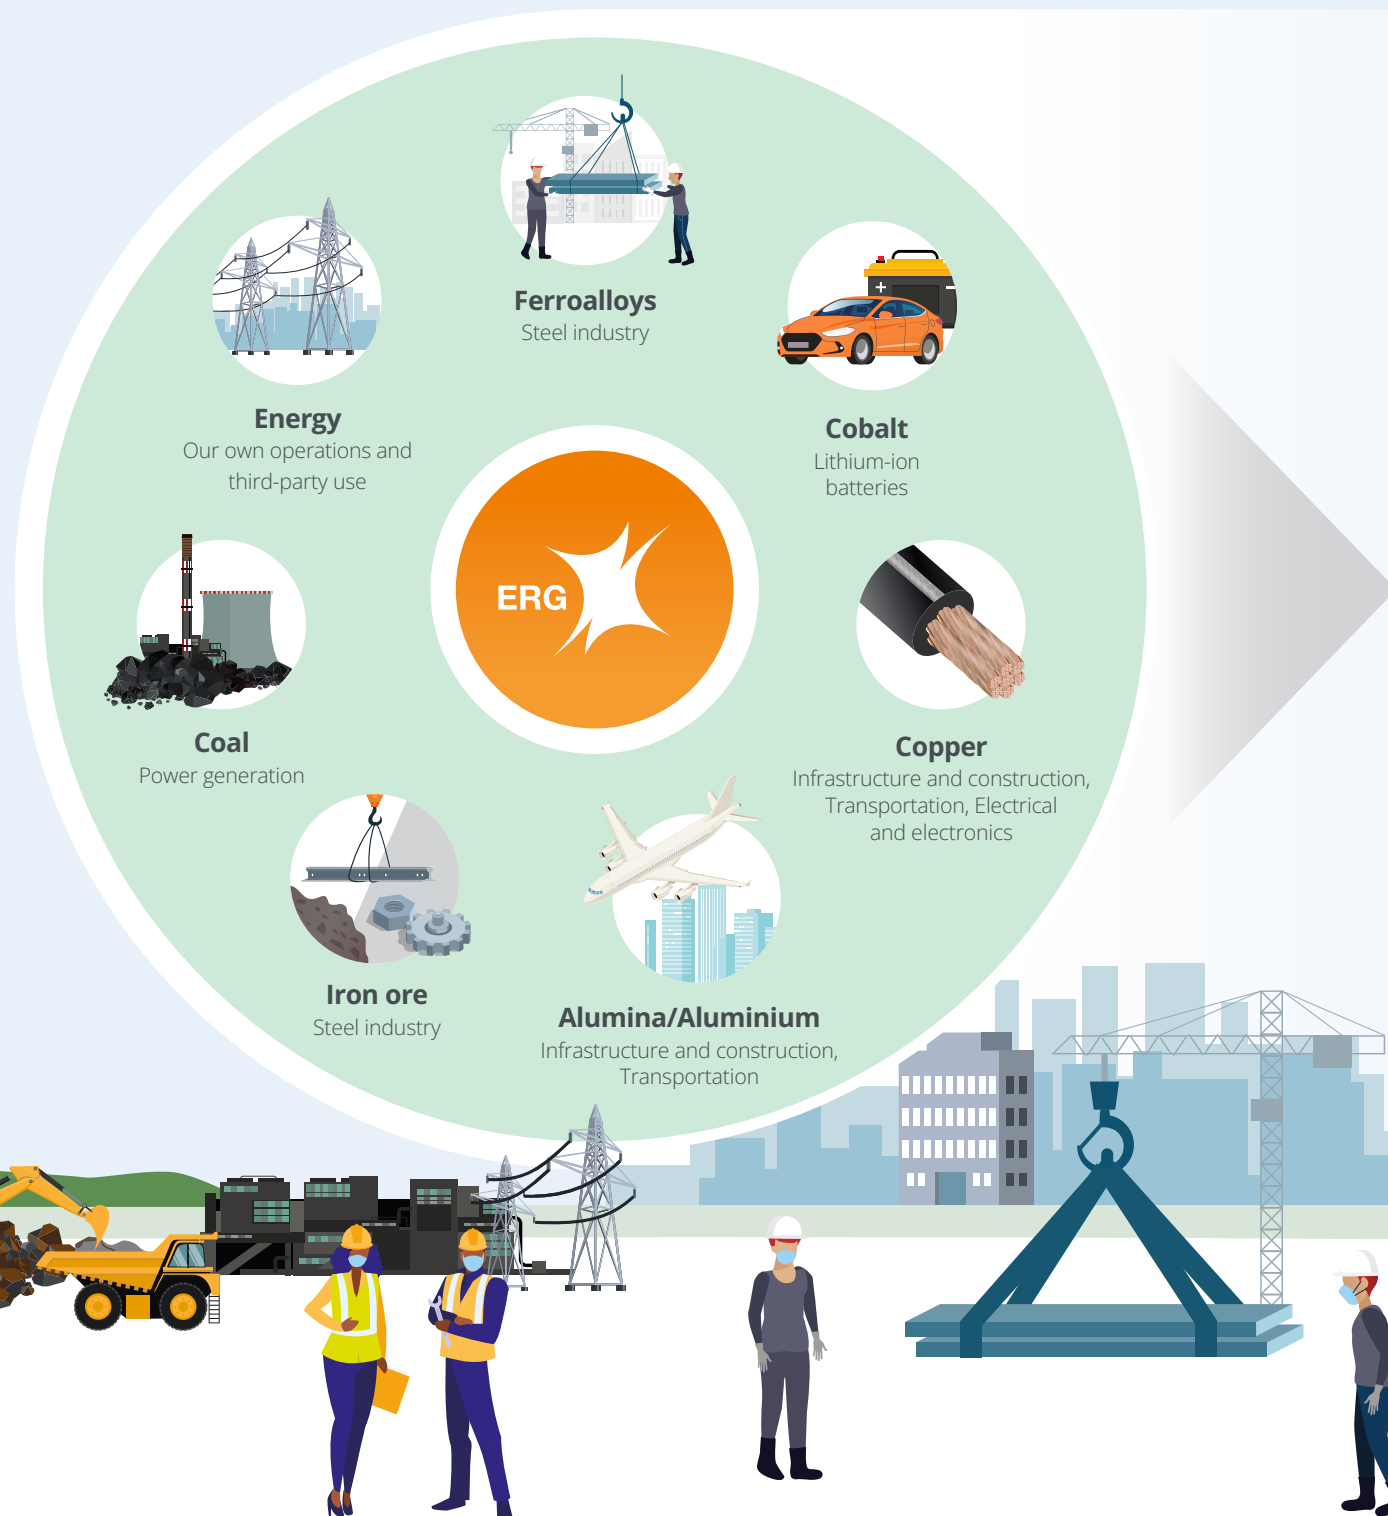 Ferroalloys
Steel industry
Energy
Our own operations and
third-party use
Cobalt
Lithium-ion
batteries
ERG
Coal
Power generation
Copper
Infrastructure and construction,
Transportation, Electrical
and electronics
Iron ore
Steel industry
Alumina/Aluminium
Infrastructure and construction,
Transportation